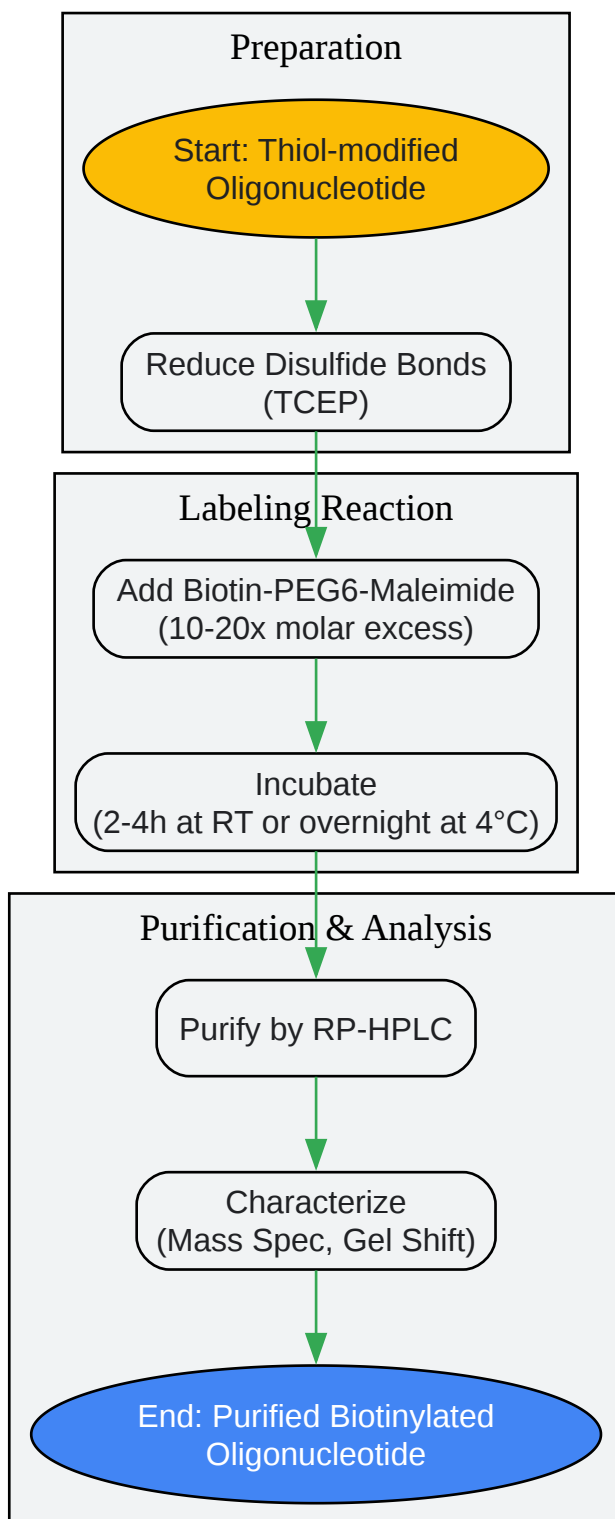 Preparation
Start: Thiol-modified
Oligonucleotide
Reduce Disulfide Bonds
(TCEP)
Labeling Reaction
Add Biotin-PEG6-Maleimide
(10-20x molar excess)
Incubate
(2-4h at RT or overnight at 4°C)
Purification & Analysis
Purify by RP-HPLC
Characterize
(Mass Spec, Gel Shift)
End: Purified Biotinylated
Oligonucleotide